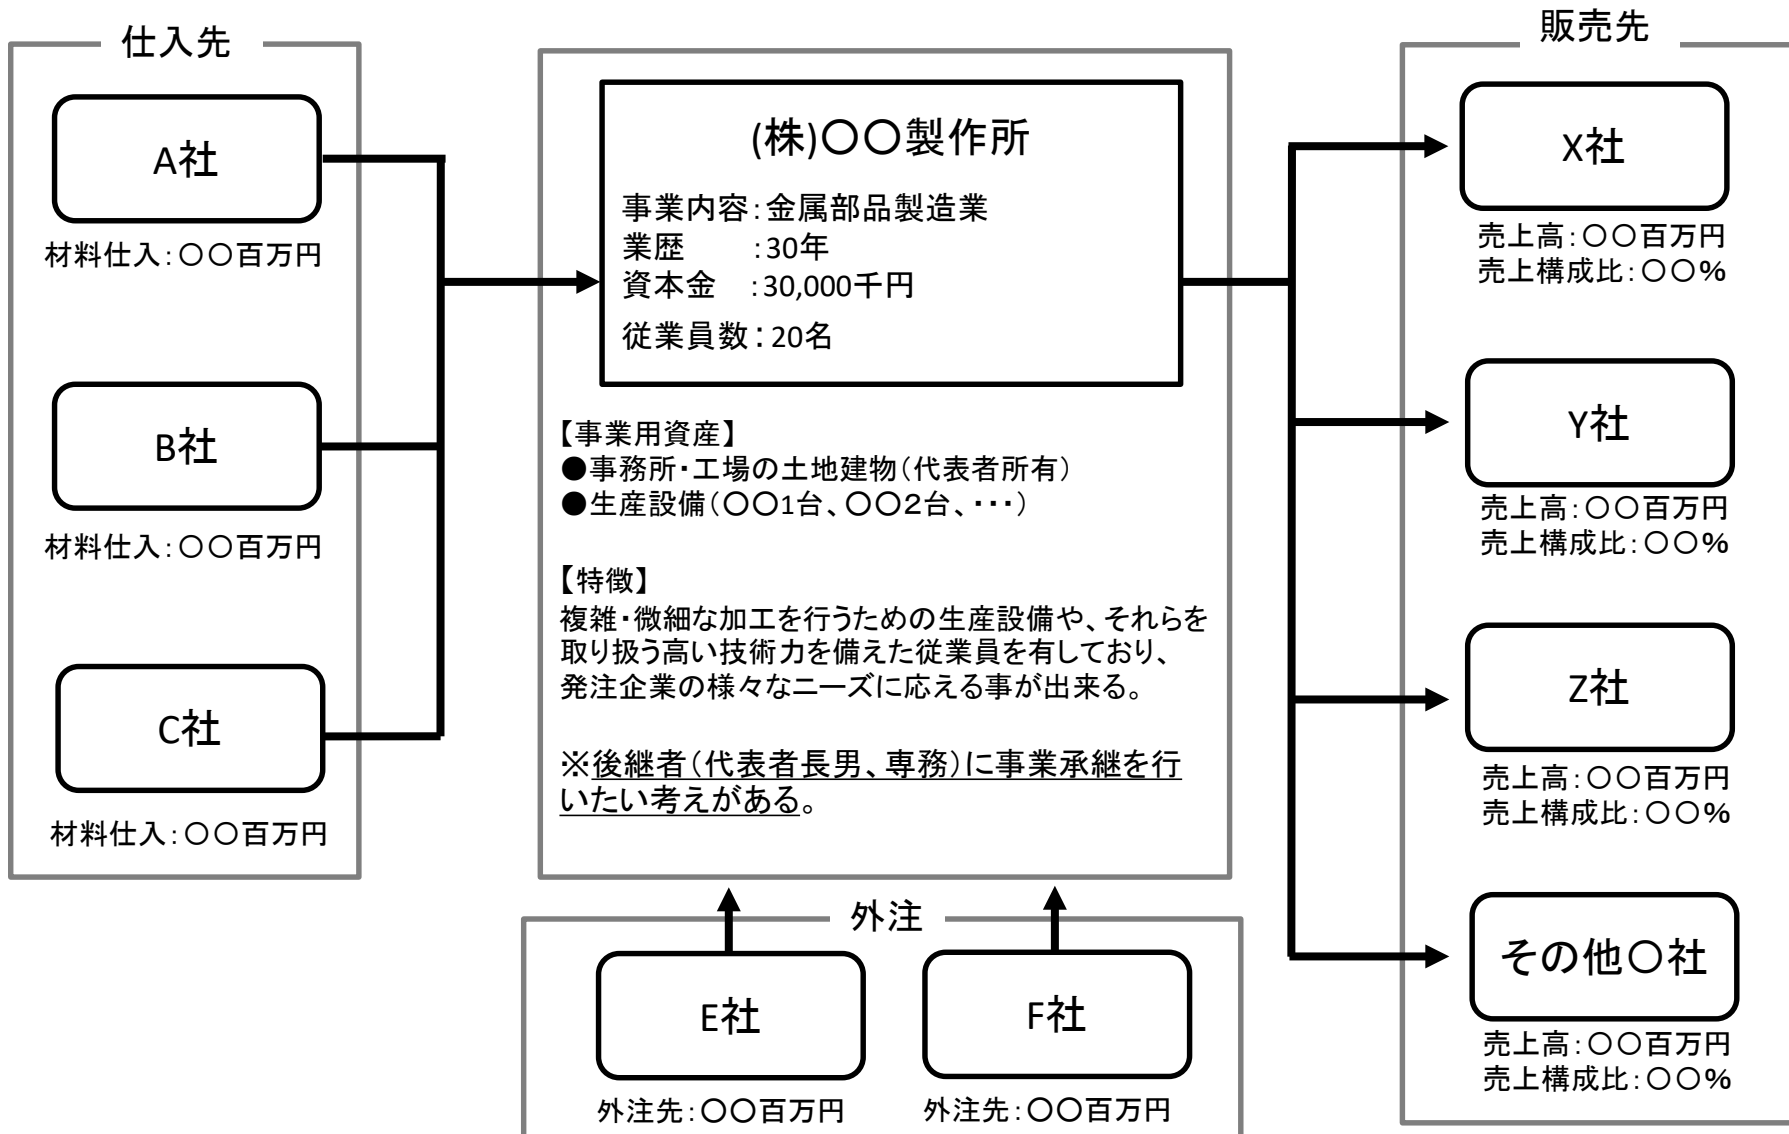 仕入先
A社
材料仕入：〇〇百万円
B社
材料仕入：〇〇百万円
C社
材料仕入：〇〇百万円
(株)〇〇製作所
事業内容：金属部品製造業
業歴　　：30年
資本金　：30,000千円
従業員数：20名
【事業用資産】
●事務所・工場の土地建物（代表者所有）
●生産設備（〇〇1台、〇〇２台、・・・）
【特徴】
複雑・微細な加工を行うための生産設備や、それらを
取り扱う高い技術力を備えた従業員を有しており、
発注企業の様々なニーズに応える事が出来る。
※後継者（代表者長男、専務）に事業承継を行
いたい考えがある。
外注
E社
外注先：〇〇百万円
F社
外注先：〇〇百万円
販売先
X社
売上高：〇〇百万円
売上構成比：〇〇％
Y社
売上高：〇〇百万円
売上構成比：〇〇％
Z社
売上高：〇〇百万円
売上構成比：〇〇％
その他〇社
売上高：〇〇百万円
売上構成比：〇〇％